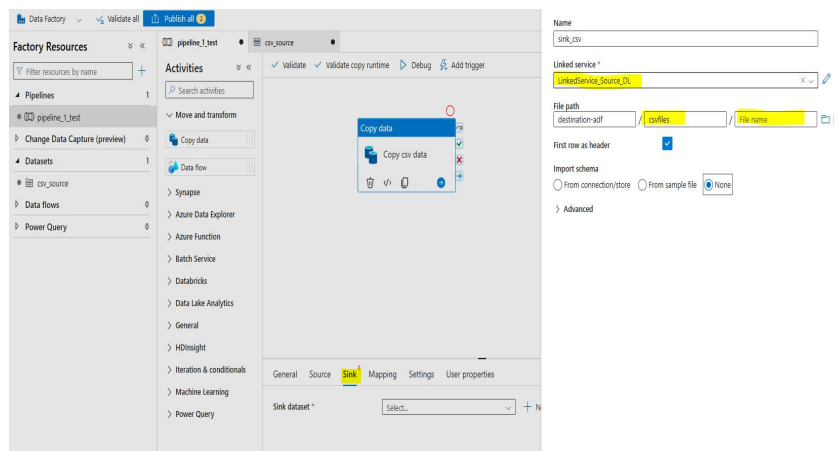 Data Factory
Validate all
Publish all 2
Factory Resources
Filter resources by name
Pipelines 1
pipeline_1_test
Change Data Capture (preview) 0
Datasets 1
csv_source
Data flows 0
Power Query 0
pipeline_1_test
csv_source
Activities
Search activities
Move and transform
Copy data
Data flow
Synapse
Azure Data Explorer
Azure Function
Batch Service
Databricks
Data Lake Analytics
General
HDInsight
Iteration & conditionals
Machine Learning
Power Query
Validate
Validate copy runtime
Debug
Add trigger
Copy data
Copy csv data
General
Source
Sink 1
Mapping
Settings
User properties
Sink dataset *
Select...
Name
sink_csv
Linked service *
LinkedService_Source_DL
File path
destination-adf / csvfiles / File name
First row as header
Import schema
From connection/store
From sample file
None
Advanced